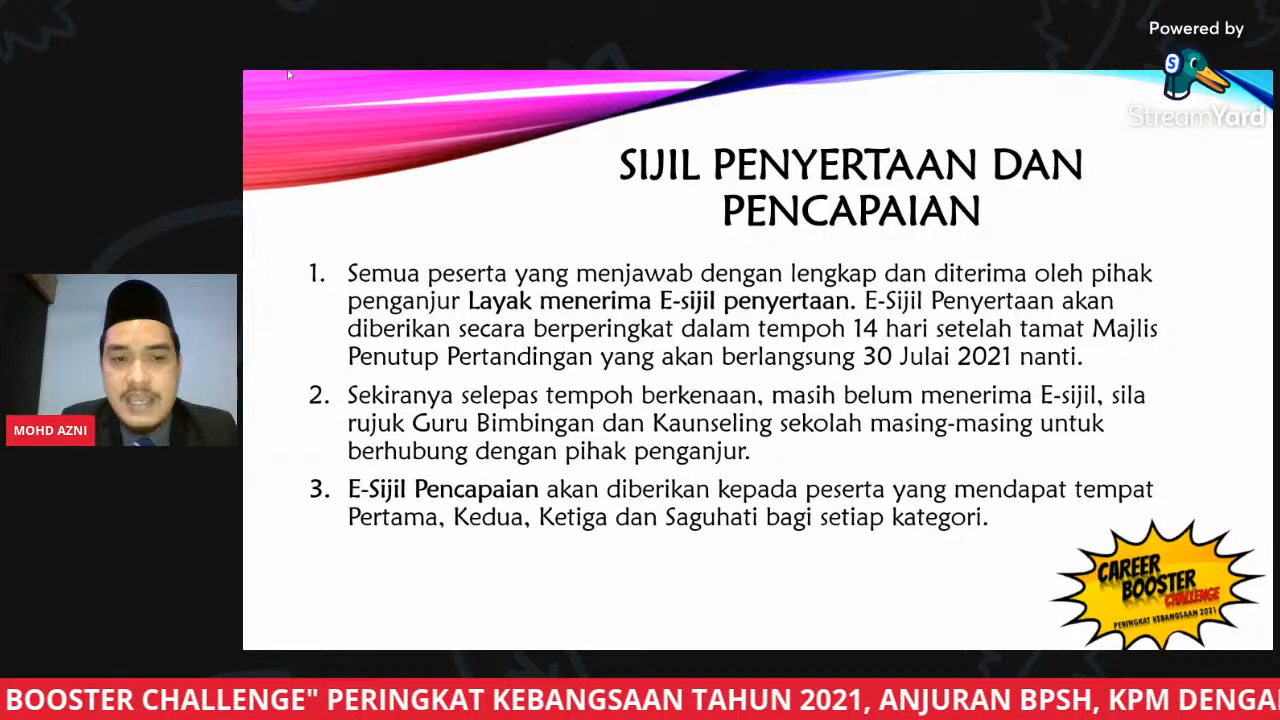 Powered by
S
StreamYard
SIJIL PENYERTAAN DAN
PENCAPAIAN
1. Semua peserta yang menjawab dengan lengkap dan diterima oleh pihak
penganjur Layak menerima E-sijil penyertaan. E-Sijil Penyertaan akan
diberikan secara berperingkat dalam tempoh 14 hari setelah tamat Majlis
Penutup Pertandingan yang akan berlangsung 30 Julai 2021 nanti.
2. Sekiranya selepas tempoh berkenaan, masih belum menerima E-sijil, sila
rujuk Guru Bimbingan dan Kaunseling sekolah masing-masing untuk
berhubung dengan pihak penganjur.
3. E-Sijil Pencapaian akan diberikan kepada peserta yang mendapat tempat
Pertama, Kedua, Ketiga dan Saguhati bagi setiap kategori.
MOHD AZNI
CAREER
BOOSTER
CHALLENGE
PERINGKAT KEBANGSAAN 2021
BOOSTER CHALLENGE" PERINGKAT KEBANGSAAN TAHUN 2021, ANJURAN BPSH, KPM DENGA